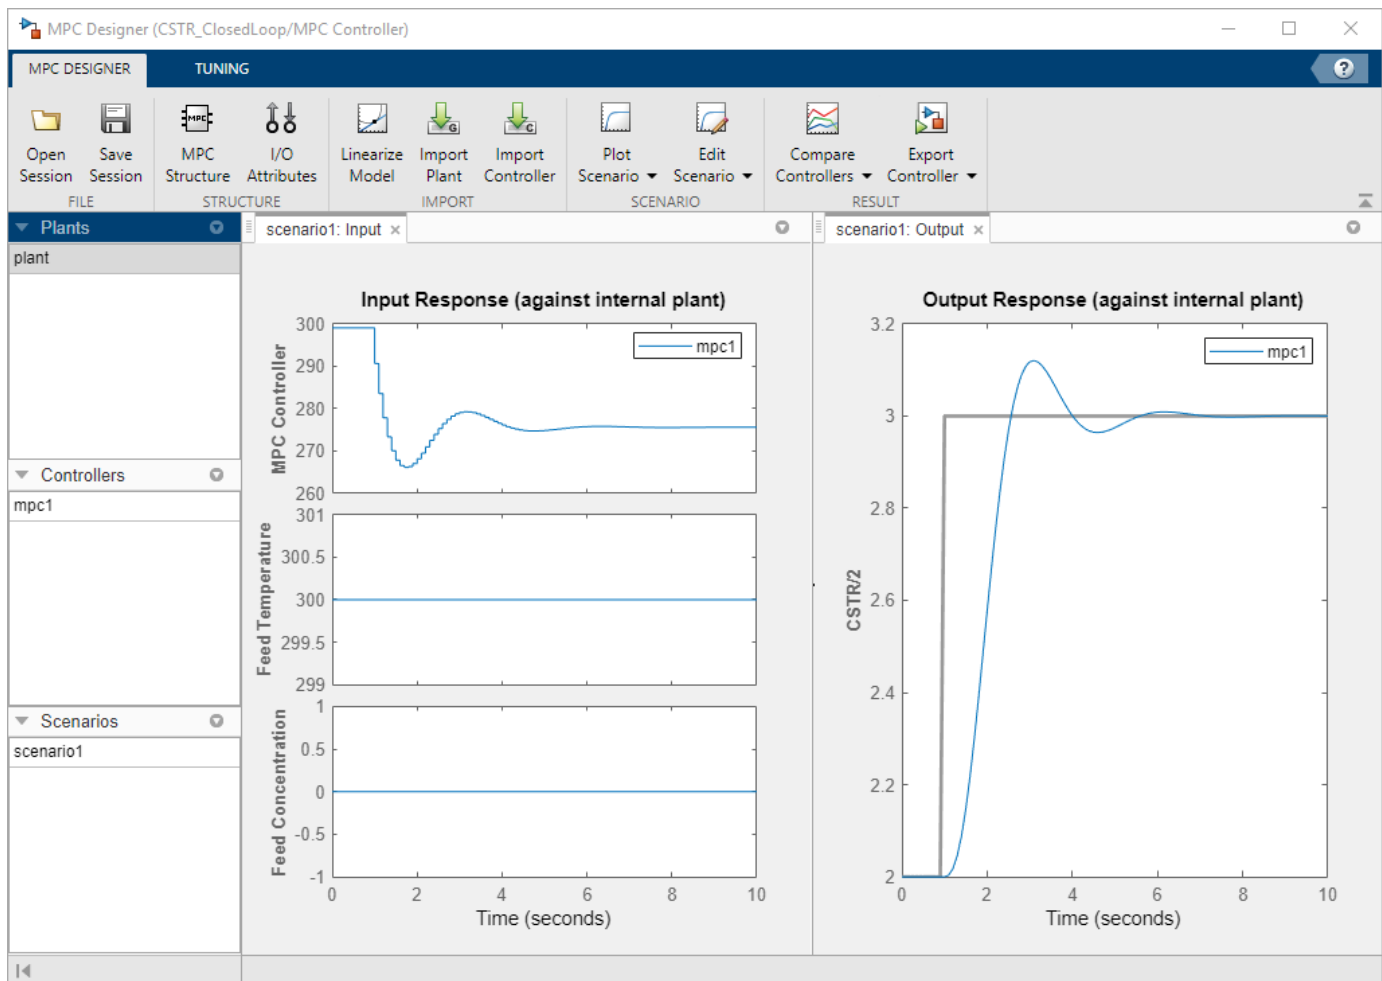 MPC Designer (CSTR_ClosedLoop/MPC Controller)
MPC DESIGNER
TUNING
?
MPC
G
C
Open Session
Save Session
MPC Structure
I/O Attributes
Linearize Model
Import Plant
Import Controller
Plot Scenario
Edit Scenario
Compare Controllers
Export Controller
FILE
STRUCTURE
IMPORT
SCENARIO
RESULT
Plants
plant
Controllers
mpc1
Scenarios
scenario1
scenario1: Input ×
Input Response (against internal plant)
MPC Controller
300
290
280
270
260
mpc1
Feed Temperature
301
300.5
300
299.5
299
Feed Concentration
1
0.5
0
-0.5
-1
0 2 4 6 8 10
Time (seconds)
scenario1: Output ×
Output Response (against internal plant)
CSTR/2
3.2
3
2.8
2.6
2.4
2.2
2
mpc1
0 2 4 6 8 10
Time (seconds)